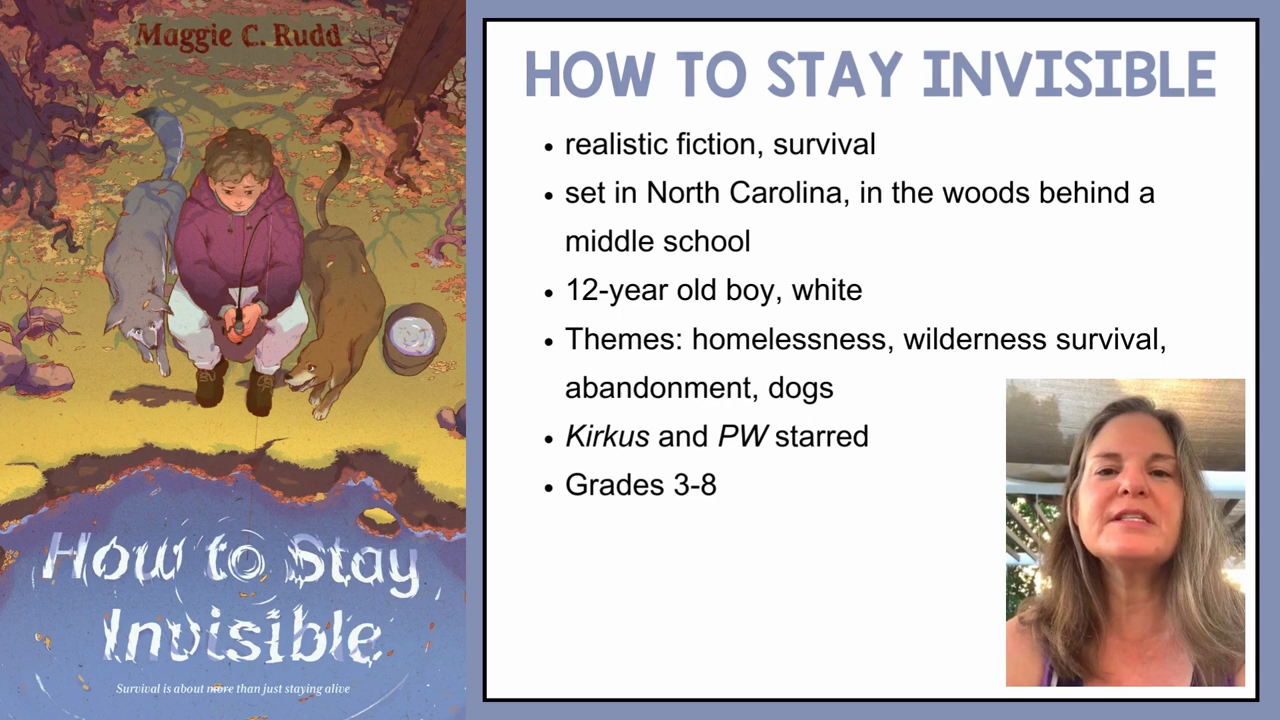 Maggie C. Rudd
How to Stay
Invisible
Survival is about more than just staying alive
HOW TO STAY INVISIBLE
• realistic fiction, survival
• set in North Carolina, in the woods behind a
middle school
• 12-year old boy, white
• Themes: homelessness, wilderness survival,
abandonment, dogs
• Kirkus and PW starred
• Grades 3-8